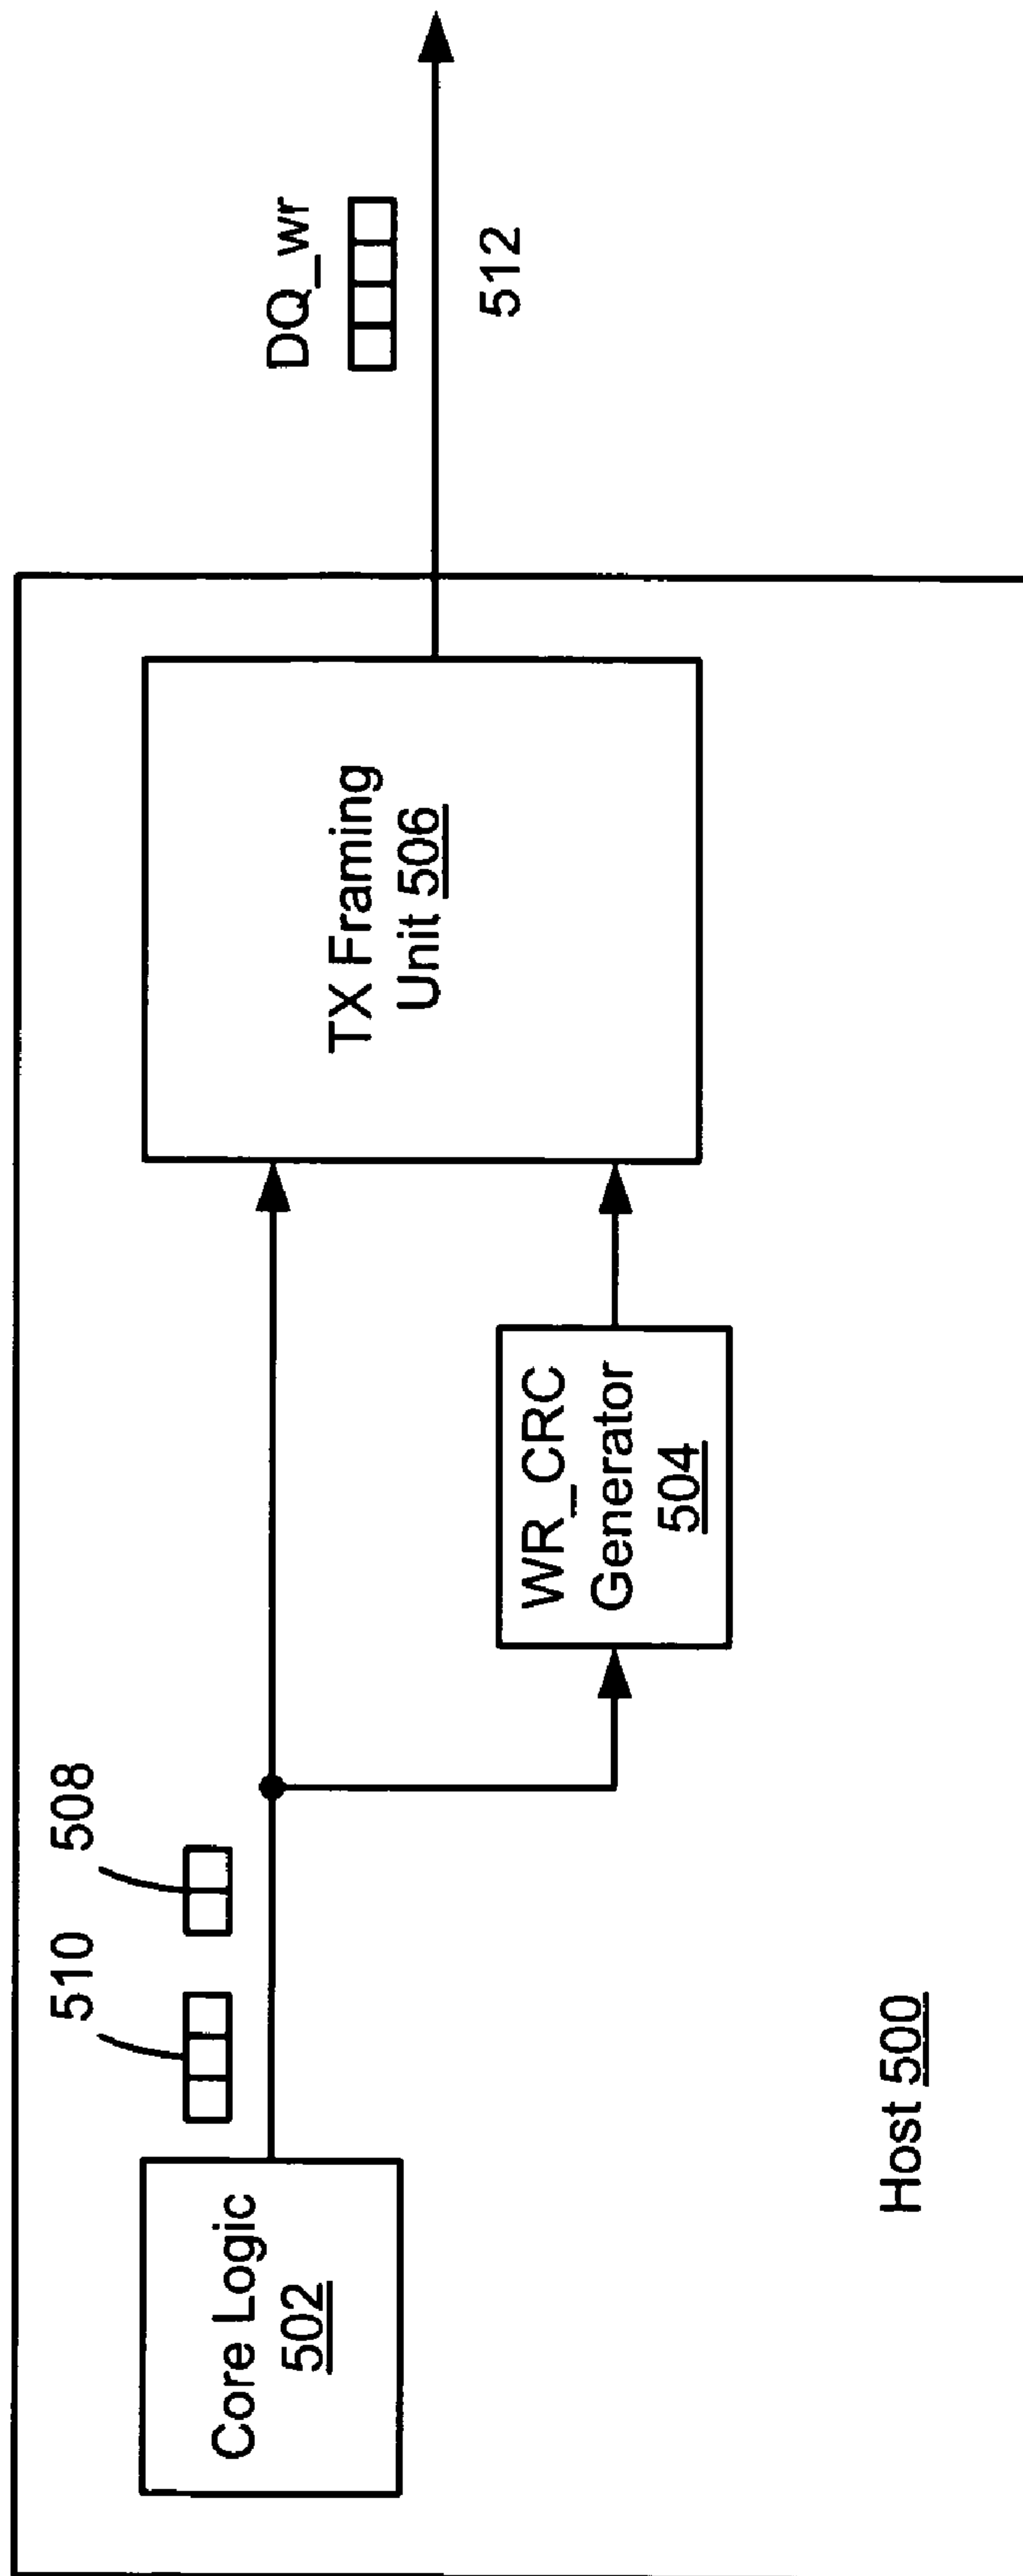 510
508
DQ_wr
512
Core Logic
502
TX Framing
Unit 506
WR_CRC
Generator
504
Host 500